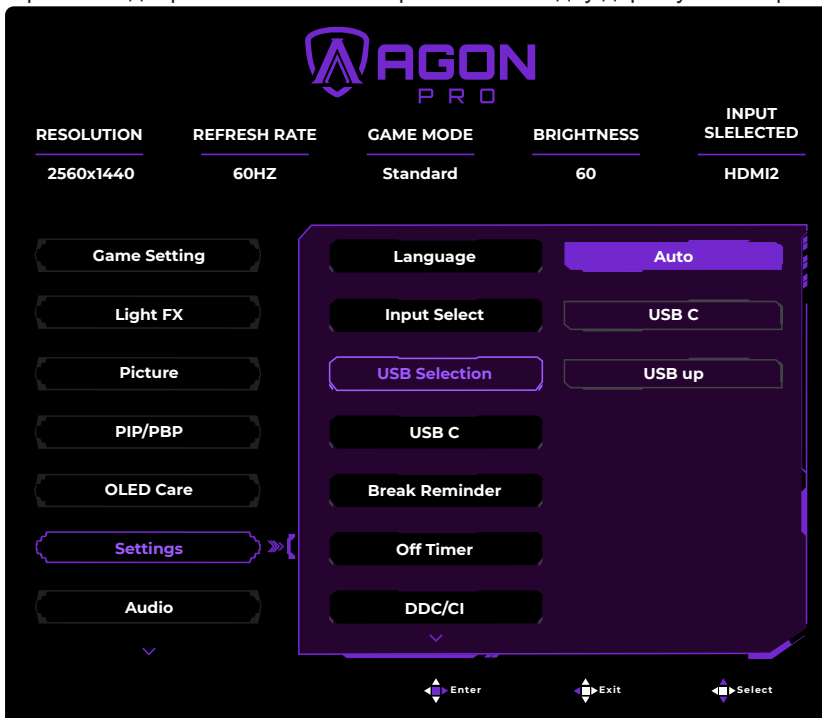 AGON
PRO
RESOLUTION REFRESH RATE GAME MODE BRIGHTNESS INPUT SLELECTED
2560x1440 60HZ Standard 60 HDMI2
Game Setting Language Auto
Light FX Input Select USB C
Picture USB Selection USB up
PIP/PBP USB C
OLED Care Break Reminder
Settings Off Timer
Audio DDC/CI
Enter Exit Select